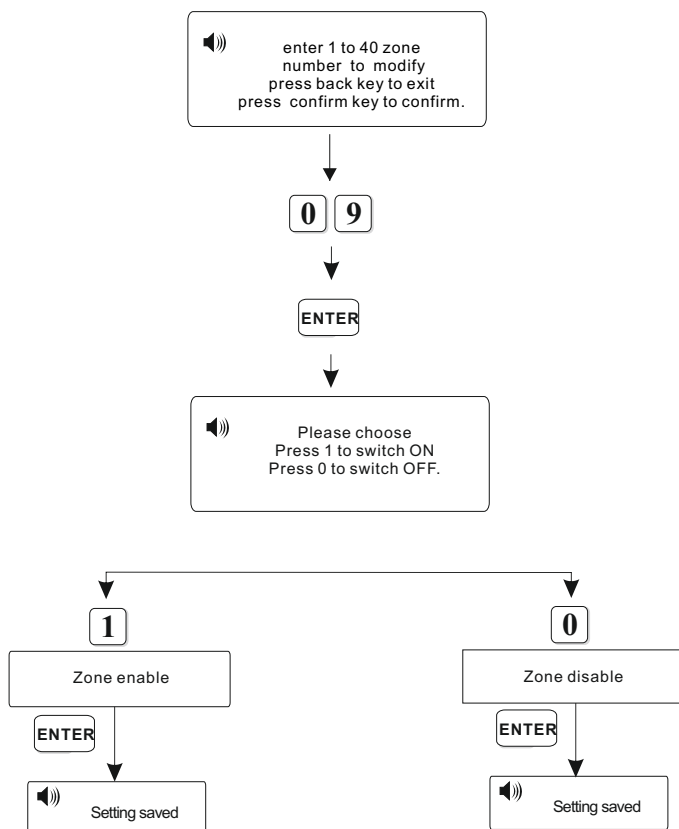 enter 1 to 40 zone
number to modify
press back key to exit
press confirm key to confirm.
0 9
ENTER
Please choose
Press 1 to switch ON
Press 0 to switch OFF.
1
0
Zone enable
Zone disable
ENTER
ENTER
Setting saved
Setting saved